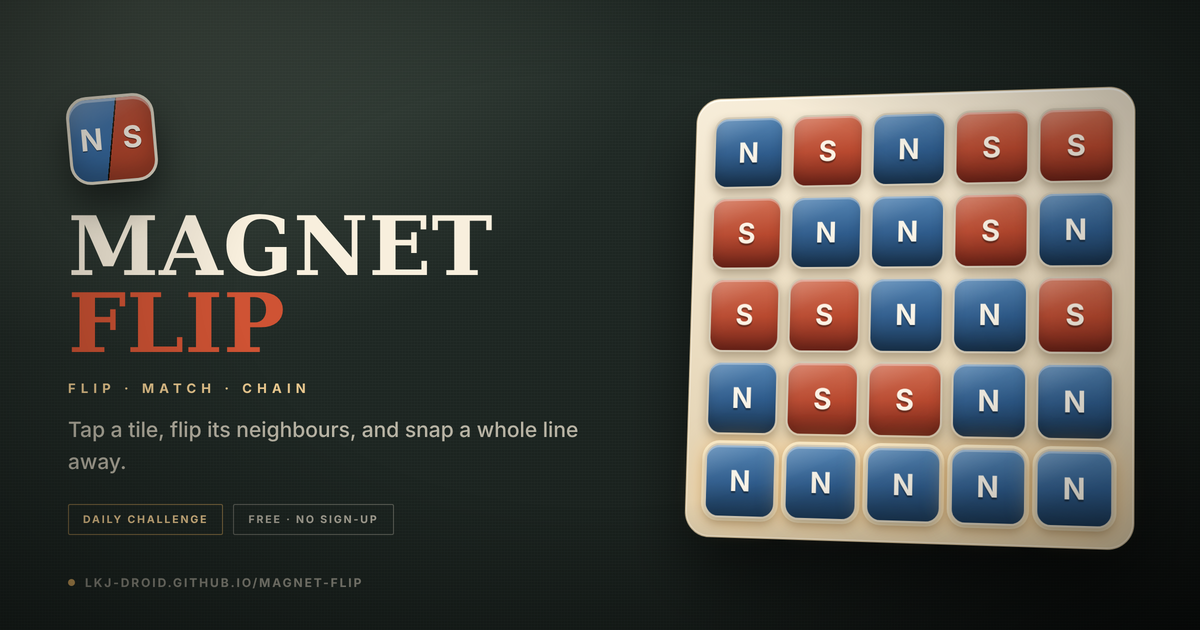 N S
MAGNET
FLIP
FLIP · MATCH · CHAIN
Tap a tile, flip its neighbours, and snap a whole line
away.
DAILY CHALLENGE
FREE · NO SIGN-UP
LKJ-DROID.GITHUB.IO/MAGNET-FLIP
N S N S S
S N N S N
S S N N S
N S S N N
N N N N N